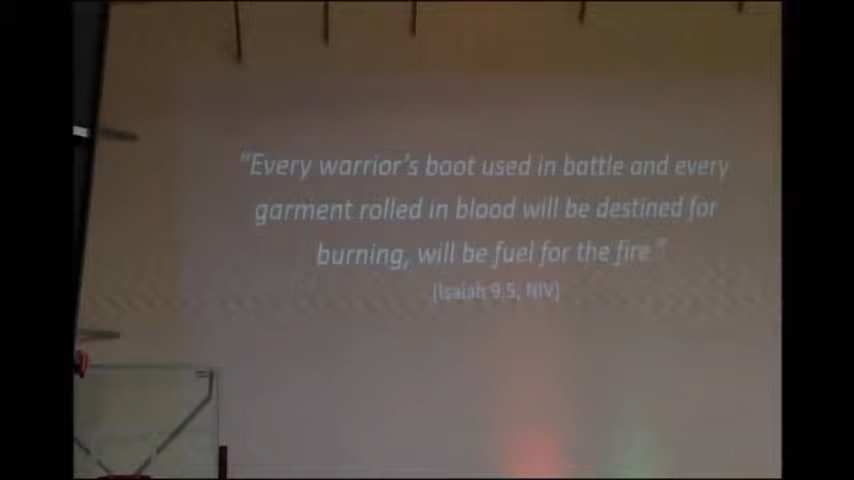 "Every warrior's boot used in battle and every
garment rolled in blood will be destined for
burning, will be fuel for the fire"
(Isaiah 9.5, NIV)